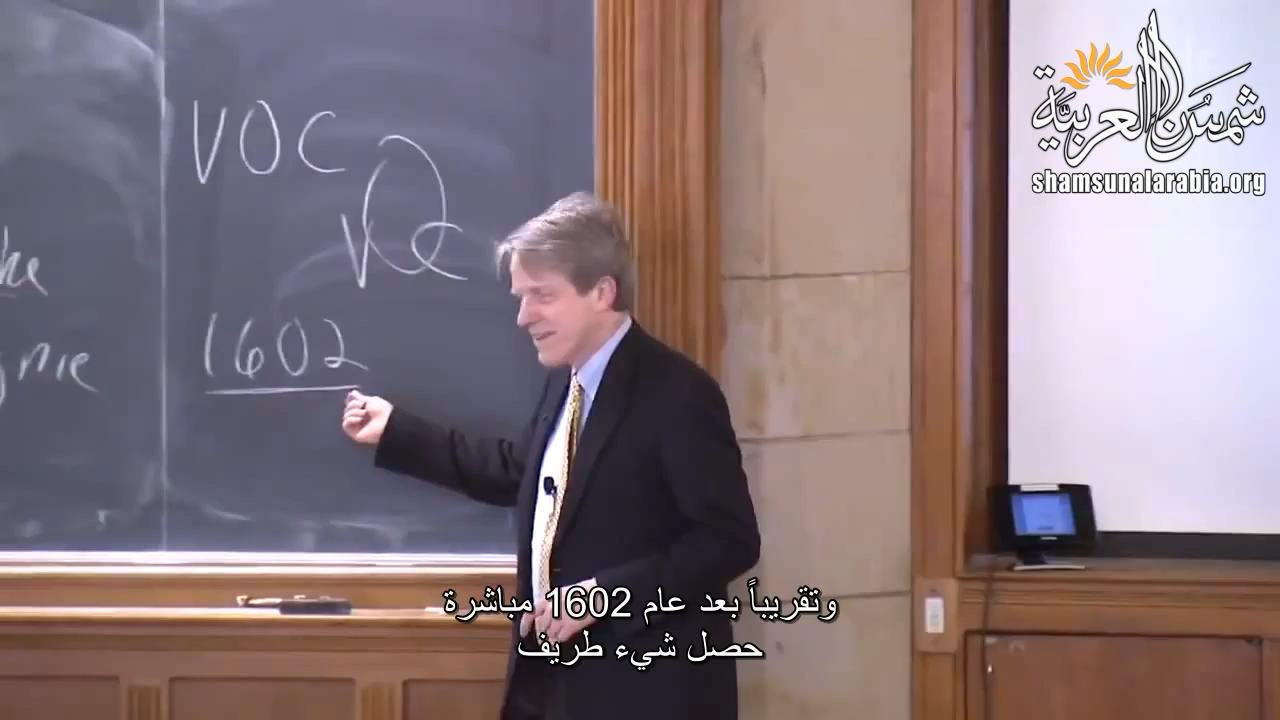 VOC
VOC
1602
شمسُ العربيّة
shamsunalarabia.org
وتقريباً بعد عام 1602 مباشرة
حصل شيء طريف